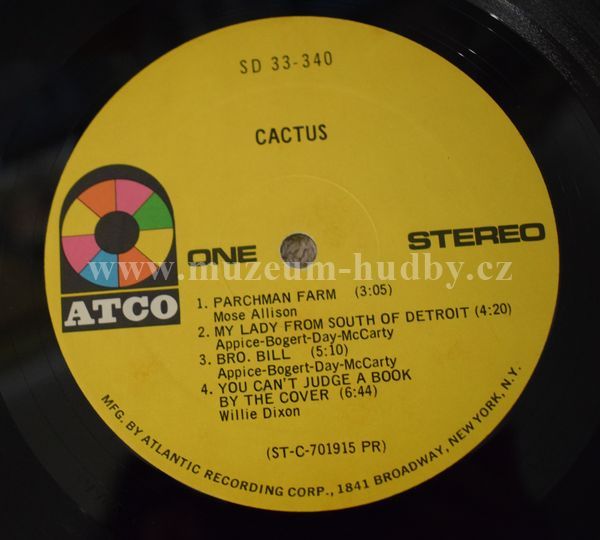 SD 33-340
CACTUS
ATCO
ONE
STEREO
www.muzeum-hudby.cz
1. PARCHMAN FARM (3:05)
Mose Allison
2. MY LADY FROM SOUTH OF DETROIT (4:20)
Appice-Bogert-Day-McCarty
3. BRO. BILL (5:10)
Appice-Bogert-Day-McCarty
4. YOU CAN'T JUDGE A BOOK
BY THE COVER (6:44)
Willie Dixon
(ST-C-701915 PR)
MFG. BY ATLANTIC RECORDING CORP., 1841 BROADWAY, NEW YORK, N.Y.